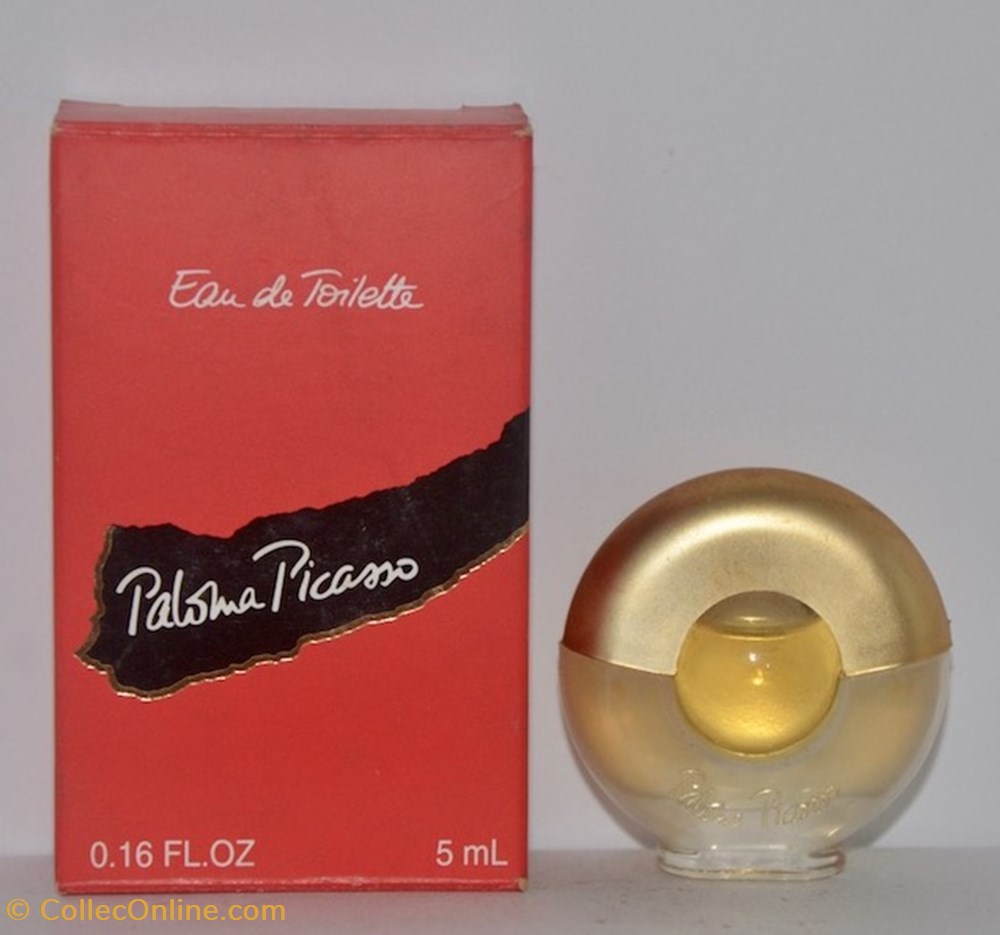 Eau de Toilette
Paloma Picasso
0.16 FL.OZ
5 mL
Paloma Picasso
© CollecOnline.com